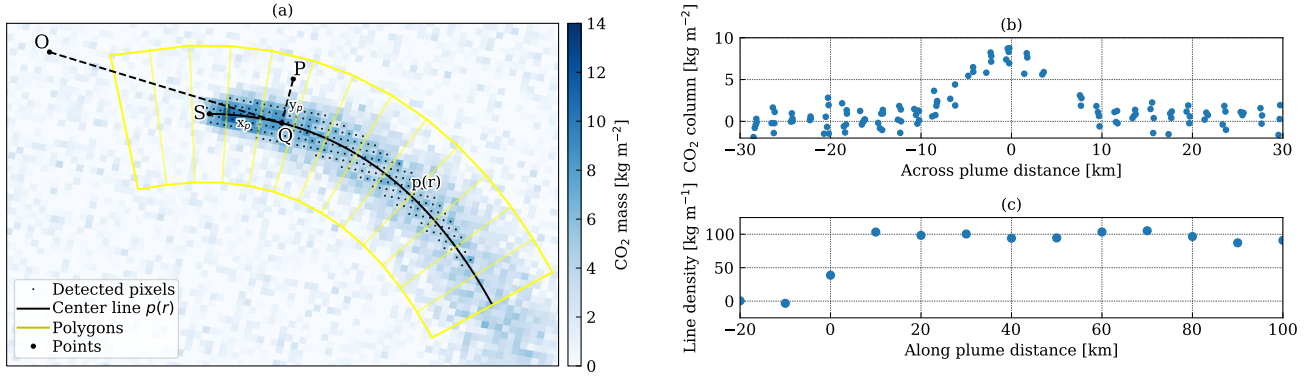 (a)
O
P
S
y_p
x_p
Q
p(r)
Detected pixels
Center line p(r)
Polygons
Points
14
12
10
8
6
4
2
0
CO₂ mass [kg m⁻²]
(b)
CO₂ column [kg m⁻²]
10
5
0
−30 −20 −10 0 10 20 30
Across plume distance [km]
(c)
Line density [kg m⁻¹]
100
50
0
−20 0 20 40 60 80 100
Along plume distance [km]